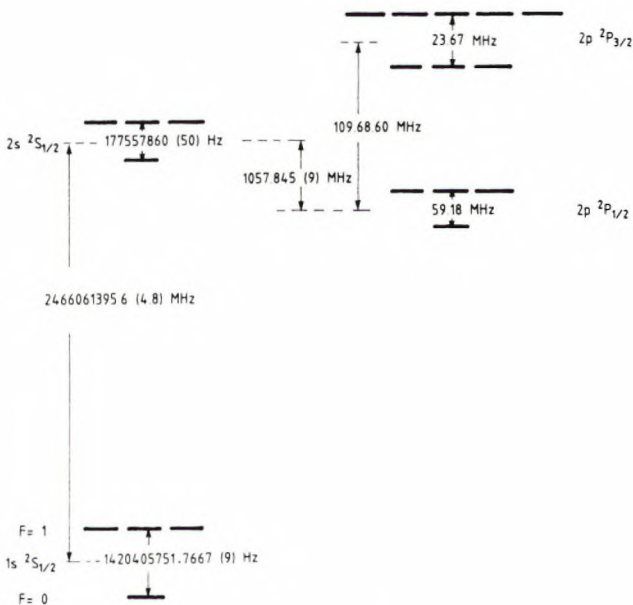 23.67 MHz
2p ²P₃/₂
109.68.60 MHz
2s ²S₁/₂
177557860 (50) Hz
1057.845 (9) MHz
59.18 MHz
2p ²P₁/₂
2466061395.6 (4.8) MHz
F= 1
1s ²S₁/₂
1420405751.7667 (9) Hz
F= 0